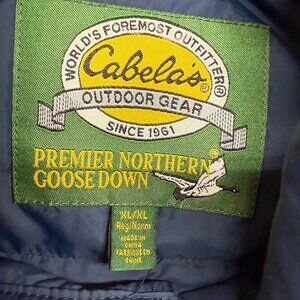 WORLD'S FOREMOST OUTFITTER®
Cabela's®
OUTDOOR GEAR
SINCE 1961
PREMIER NORTHERN
GOOSE DOWN
XL/XL
Reg/Norm
MADE IN
CHINA
FABRIQUÉ EN
CHINE